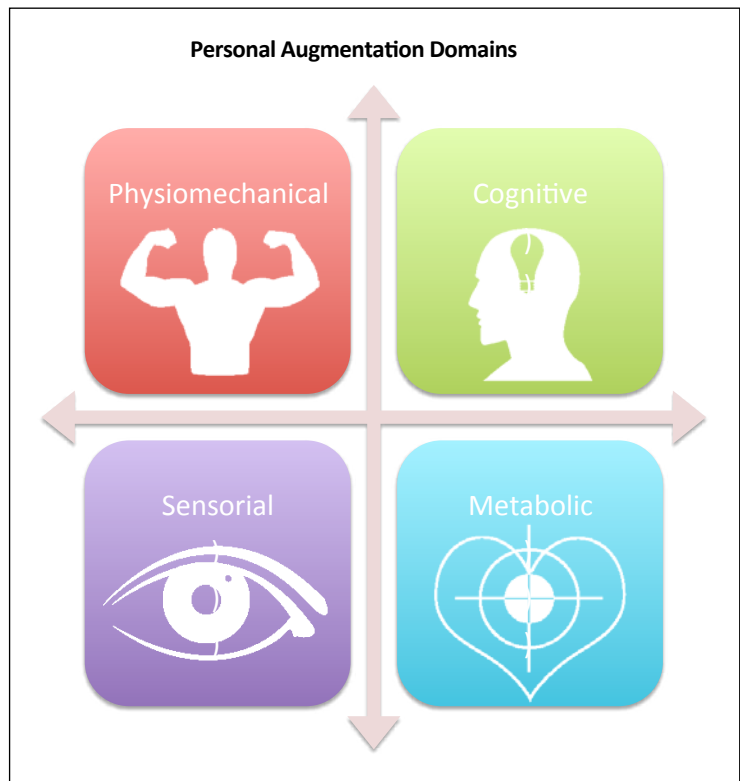 Personal Augmentation Domains
Physiomechanical
Cognitive
Sensorial
Metabolic